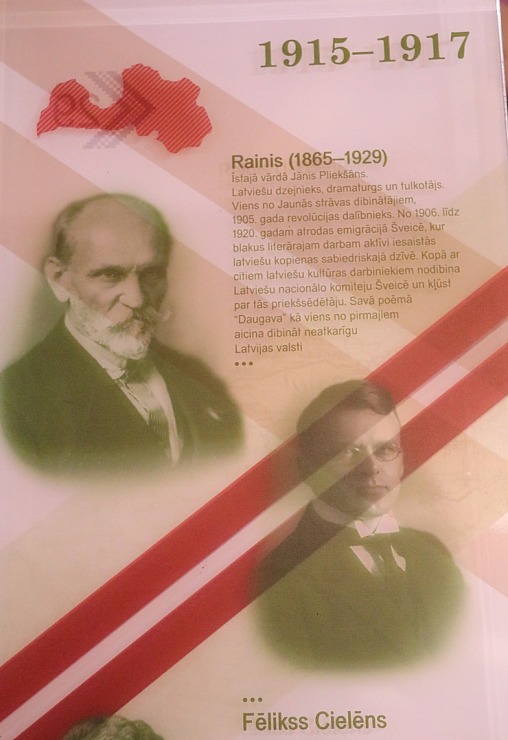 1915–1917
Rainis (1865–1929)
Īstajā vārdā Jānis Pliekšāns.
Latviešu dzejnieks, dramaturgs un tulkotājs.
Viens no Jaunās strāvas dibinātājiem,
1905. gada revolūcijas dalībnieks. No 1906. līdz
1920. gadam atrodas emigrācijā Šveicē, kur
blakus literārajam darbam aktīvi iesaistās
latviešu kopienas sabiedriskajā dzīvē. Kopā ar
citiem latviešu kultūras darbiniekiem nodibina
Latviešu nacionālo komiteju Šveicē un kļūst
par tās priekšsēdētāju. Savā poēmā
“Daugava” kā viens no pirmajiem
aicina dibināt neatkarīgu
Latvijas valsti
•••
•••
Fēlikss Cielēns